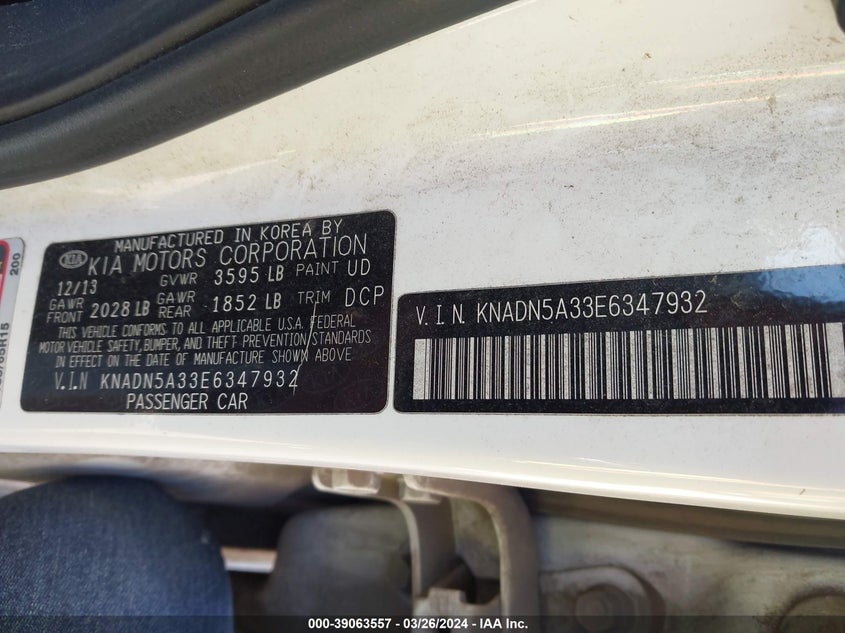 MANUFACTURED IN KOREA BY
KIA KIA MOTORS CORPORATION
12/13 GVWR 3595 LB PAINT UD
GAWR FRONT 2028 LB GAWR REAR 1852 LB TRIM DCP
THIS VEHICLE CONFORMS TO ALL APPLICABLE U.S.A. FEDERAL
MOTOR VEHICLE SAFETY, BUMPER, AND THEFT PREVENTION STANDARDS
IN EFFECT ON THE DATE OF MANUFACTURE SHOWN ABOVE
V.I.N KNADN5A33E6347932
PASSENGER CAR
V.I.N. KNADN5A33E6347932
200
000-39063557 — 03/26/2024 — IAA Inc.